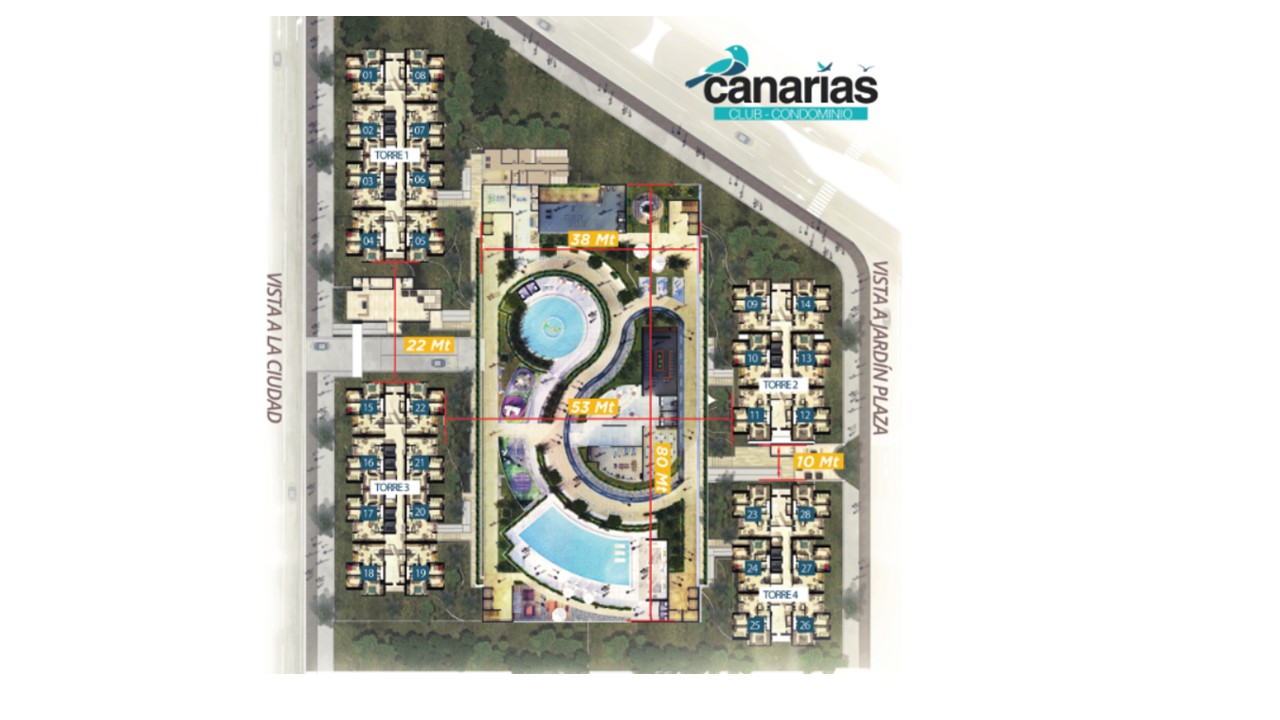 canarias
CLUB - CONDOMINIO
01
08
02
07
TORRE 1
03
06
04
05
38 Mt
VISTA A LA CIUDAD
VISTA A JARDÍN PLAZA
22 Mt
53 Mt
80 Mt
09
14
10
13
TORRE 2
11
12
10 Mt
15
22
16
21
TORRE 3
17
20
18
19
23
28
24
27
TORRE 4
25
26